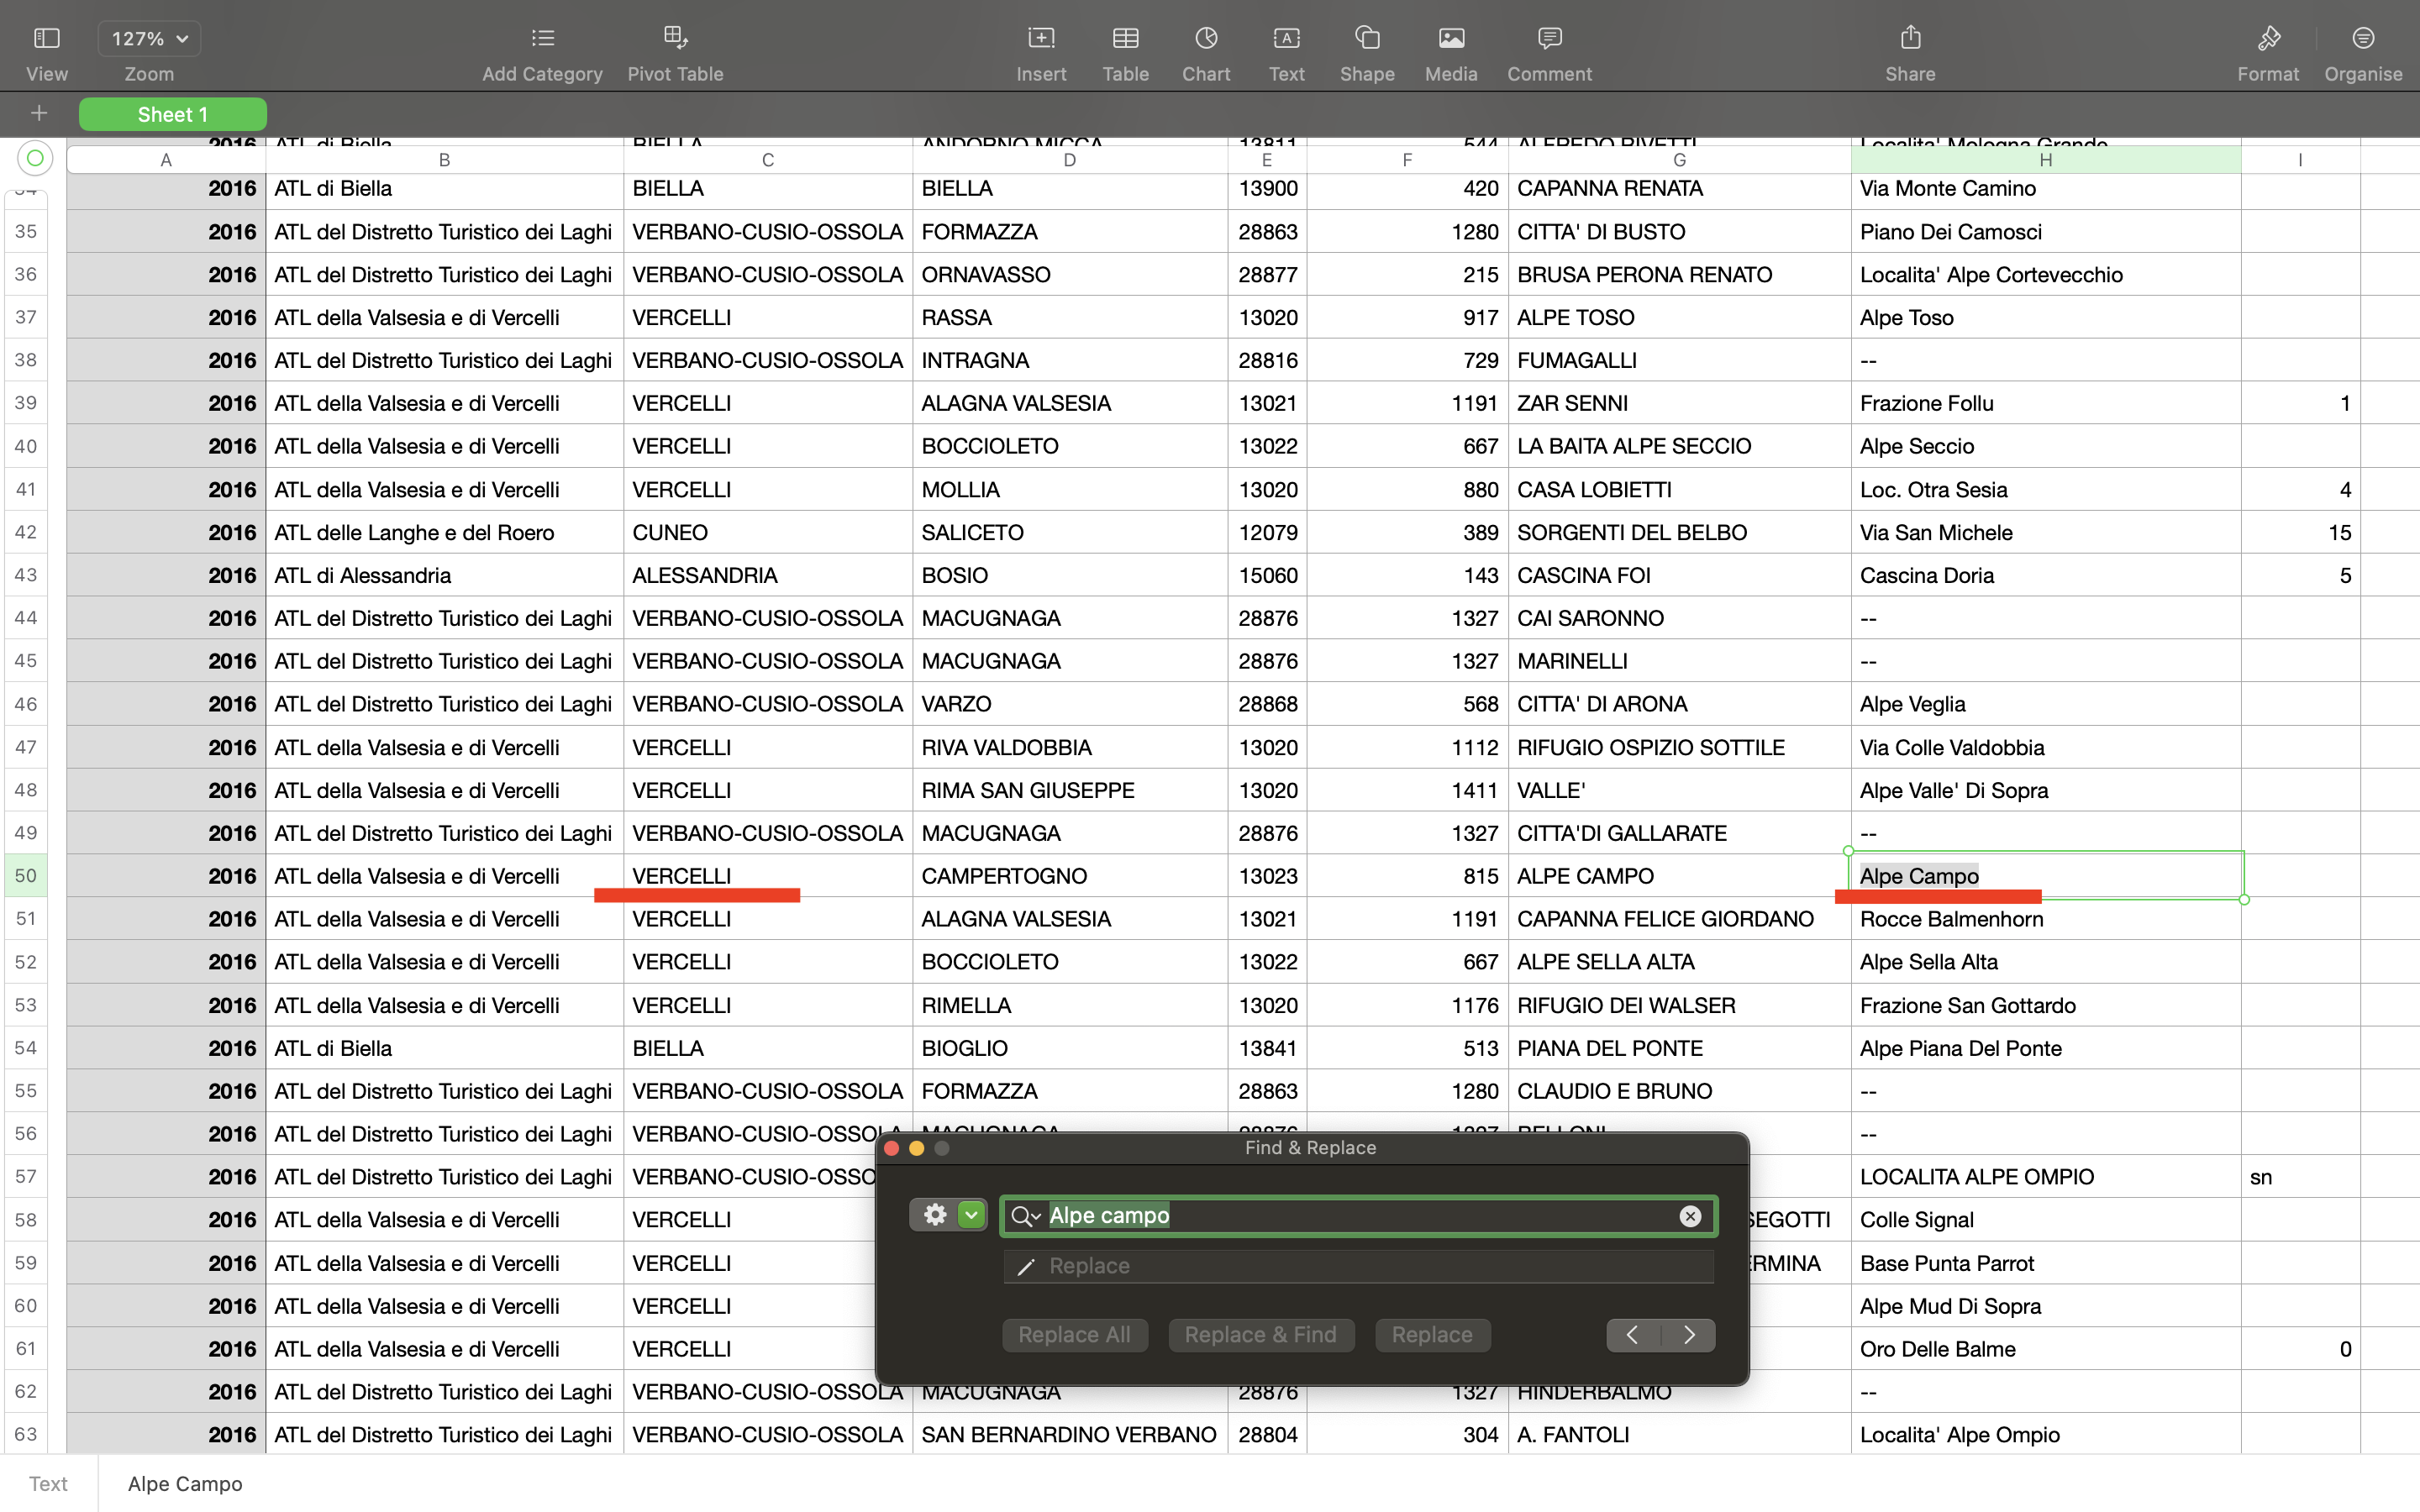 127%
View Zoom Add Category Pivot Table Insert Table Chart Text Shape Media Comment Share Format Organise
Sheet 1
A B C D E F G H I
2016 ATL di Biella BIELLA BIELLA 13900 420 CAPANNA RENATA Via Monte Camino
35 2016 ATL del Distretto Turistico dei Laghi VERBANO-CUSIO-OSSOLA FORMAZZA 28863 1280 CITTA' DI BUSTO Piano Dei Camosci
36 2016 ATL del Distretto Turistico dei Laghi VERBANO-CUSIO-OSSOLA ORNAVASSO 28877 215 BRUSA PERONA RENATO Localita' Alpe Cortevecchio
37 2016 ATL della Valsesia e di Vercelli VERCELLI RASSA 13020 917 ALPE TOSO Alpe Toso
38 2016 ATL del Distretto Turistico dei Laghi VERBANO-CUSIO-OSSOLA INTRAGNA 28816 729 FUMAGALLI --
39 2016 ATL della Valsesia e di Vercelli VERCELLI ALAGNA VALSESIA 13021 1191 ZAR SENNI Frazione Follu 1
40 2016 ATL della Valsesia e di Vercelli VERCELLI BOCCIOLETO 13022 667 LA BAITA ALPE SECCIO Alpe Seccio
41 2016 ATL della Valsesia e di Vercelli VERCELLI MOLLIA 13020 880 CASA LOBIETTI Loc. Otra Sesia 4
42 2016 ATL delle Langhe e del Roero CUNEO SALICETO 12079 389 SORGENTI DEL BELBO Via San Michele 15
43 2016 ATL di Alessandria ALESSANDRIA BOSIO 15060 143 CASCINA FOI Cascina Doria 5
44 2016 ATL del Distretto Turistico dei Laghi VERBANO-CUSIO-OSSOLA MACUGNAGA 28876 1327 CAI SARONNO --
45 2016 ATL del Distretto Turistico dei Laghi VERBANO-CUSIO-OSSOLA MACUGNAGA 28876 1327 MARINELLI --
46 2016 ATL del Distretto Turistico dei Laghi VERBANO-CUSIO-OSSOLA VARZO 28868 568 CITTA' DI ARONA Alpe Veglia
47 2016 ATL della Valsesia e di Vercelli VERCELLI RIVA VALDOBBIA 13020 1112 RIFUGIO OSPIZIO SOTTILE Via Colle Valdobbia
48 2016 ATL della Valsesia e di Vercelli VERCELLI RIMA SAN GIUSEPPE 13020 1411 VALLE' Alpe Valle' Di Sopra
49 2016 ATL del Distretto Turistico dei Laghi VERBANO-CUSIO-OSSOLA MACUGNAGA 28876 1327 CITTA'DI GALLARATE --
50 2016 ATL della Valsesia e di Vercelli VERCELLI CAMPERTOGNO 13023 815 ALPE CAMPO Alpe Campo
51 2016 ATL della Valsesia e di Vercelli VERCELLI ALAGNA VALSESIA 13021 1191 CAPANNA FELICE GIORDANO Rocce Balmenhorn
52 2016 ATL della Valsesia e di Vercelli VERCELLI BOCCIOLETO 13022 667 ALPE SELLA ALTA Alpe Sella Alta
53 2016 ATL della Valsesia e di Vercelli VERCELLI RIMELLA 13020 1176 RIFUGIO DEI WALSER Frazione San Gottardo
54 2016 ATL di Biella BIELLA BIOGLIO 13841 513 PIANA DEL PONTE Alpe Piana Del Ponte
55 2016 ATL del Distretto Turistico dei Laghi VERBANO-CUSIO-OSSOLA FORMAZZA 28863 1280 CLAUDIO E BRUNO --
56 2016 ATL del Distretto Turistico dei Laghi --
57 2016 ATL del Distretto Turistico dei Laghi LOCALITA ALPE OMPIO sn
58 2016 ATL della Valsesia e di Vercelli VERCELLI Colle Signal
59 2016 ATL della Valsesia e di Vercelli VERCELLI Base Punta Parrot
60 2016 ATL della Valsesia e di Vercelli VERCELLI Alpe Mud Di Sopra
61 2016 ATL della Valsesia e di Vercelli VERCELLI Oro Delle Balme 0
62 2016 ATL del Distretto Turistico dei Laghi VERBANO-CUSIO-OSSOLA MACUGNAGA 28876 1327 HINDERBALMO --
63 2016 ATL del Distretto Turistico dei Laghi VERBANO-CUSIO-OSSOLA SAN BERNARDINO VERBANO 28804 304 A. FANTOLI Localita' Alpe Ompio
Find & Replace
Alpe campo
Replace
Replace All Replace & Find Replace
Text Alpe Campo